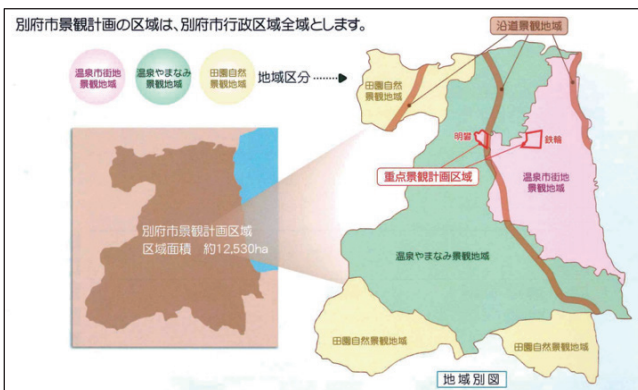 別府市景観計画の区域は、別府市行政区域全域とします。
温泉市街地
景観地域
温泉やまなみ
景観地域
田園自然
景観地域
地域区分
沿道景観地域
田園自然
景観地域
明礬
鉄輪
重点景観計画区域
温泉市街地
景観地域
別府市景観計画区域
区域面積 約12,530ha
温泉やまなみ景観地域
田園自然景観地域
田園自然
景観地域
地域別図